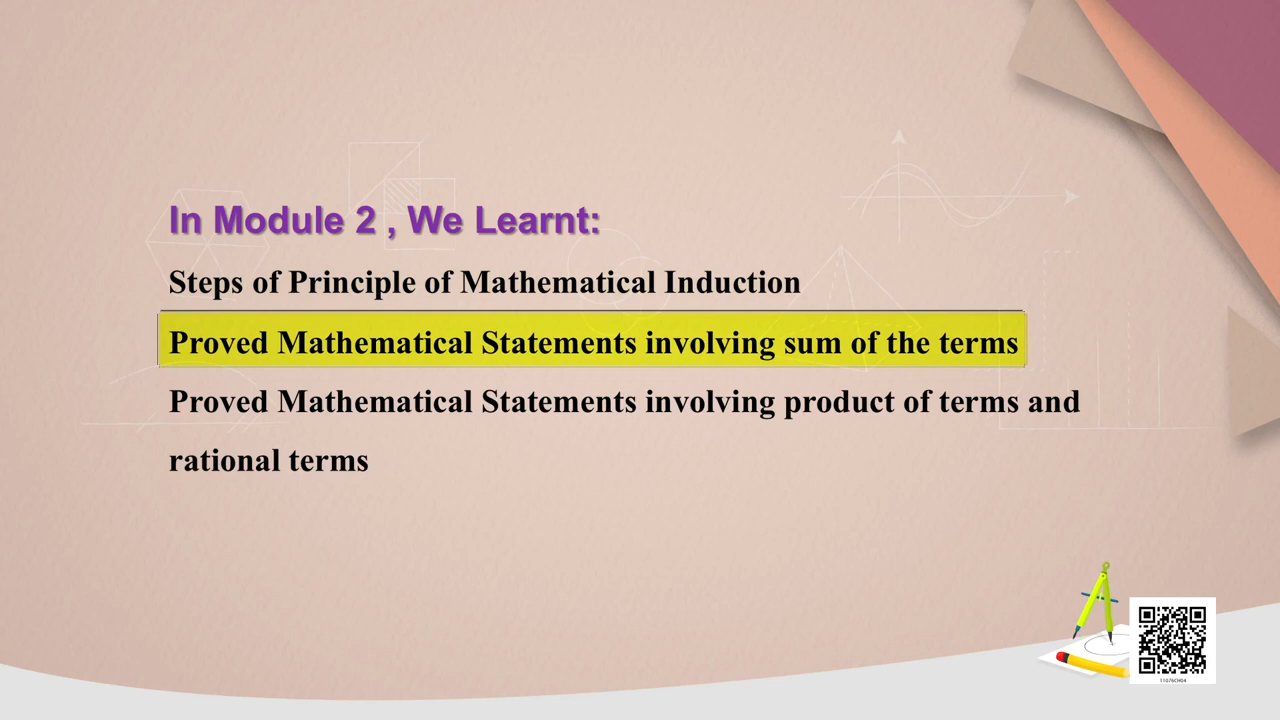 In Module 2 , We Learnt:
Steps of Principle of Mathematical Induction
Proved Mathematical Statements involving sum of the terms
Proved Mathematical Statements involving product of terms and
rational terms
11076CH04